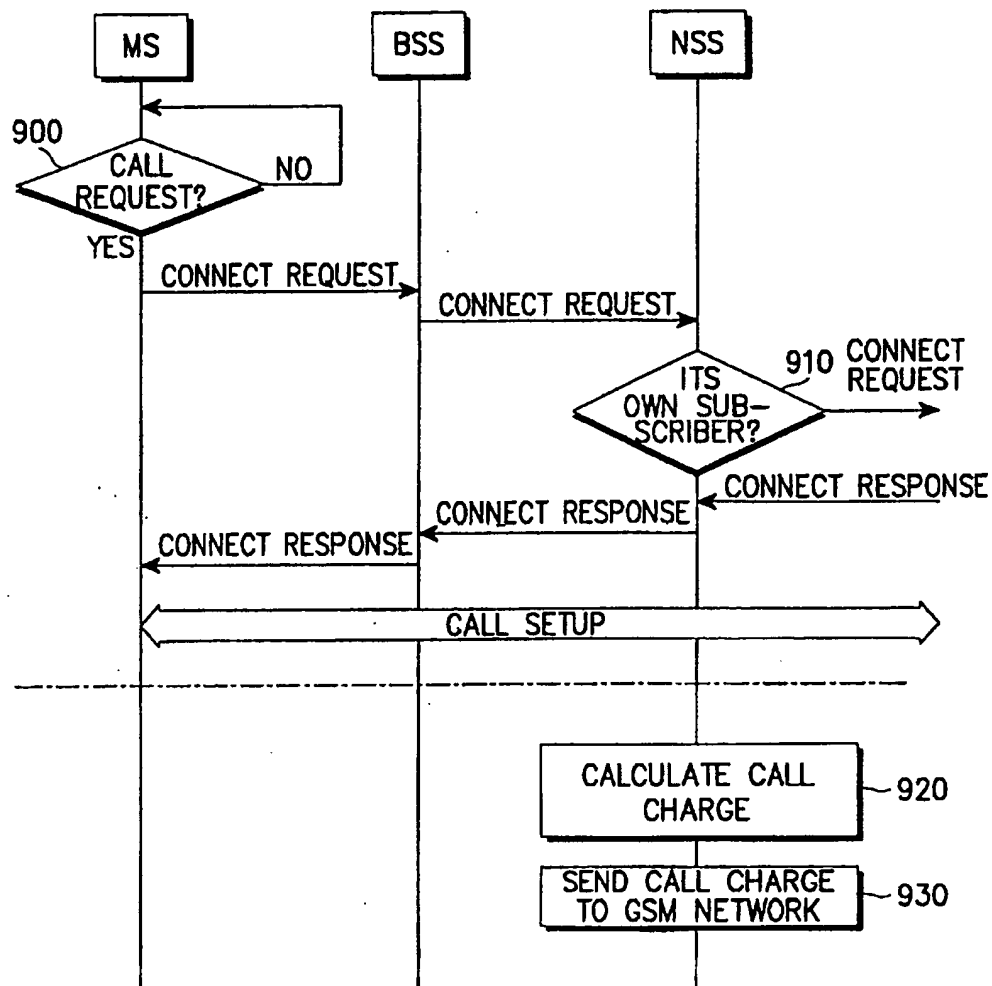 MS
BSS
NSS
900
CALL
REQUEST?
NO
YES
CONNECT REQUEST
CONNECT REQUEST
910
CONNECT
REQUEST
ITS
OWN SUB-
SCRIBER?
CONNECT RESPONSE
CONNECT RESPONSE
CONNECT RESPONSE
CALL SETUP
CALCULATE CALL
CHARGE
920
SEND CALL CHARGE
TO GSM NETWORK
930